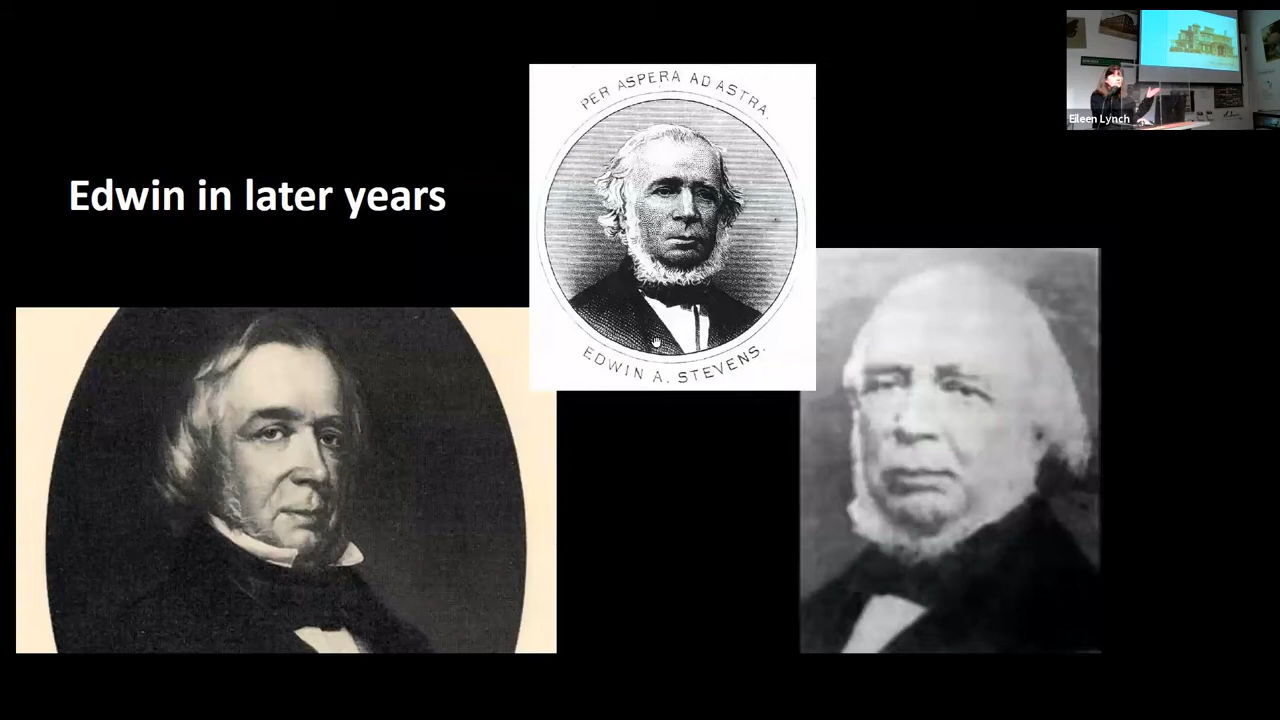 PER ASPERA AD ASTRA.
Eileen Lynch
Edwin in later years
EDWIN A. STEVENS.